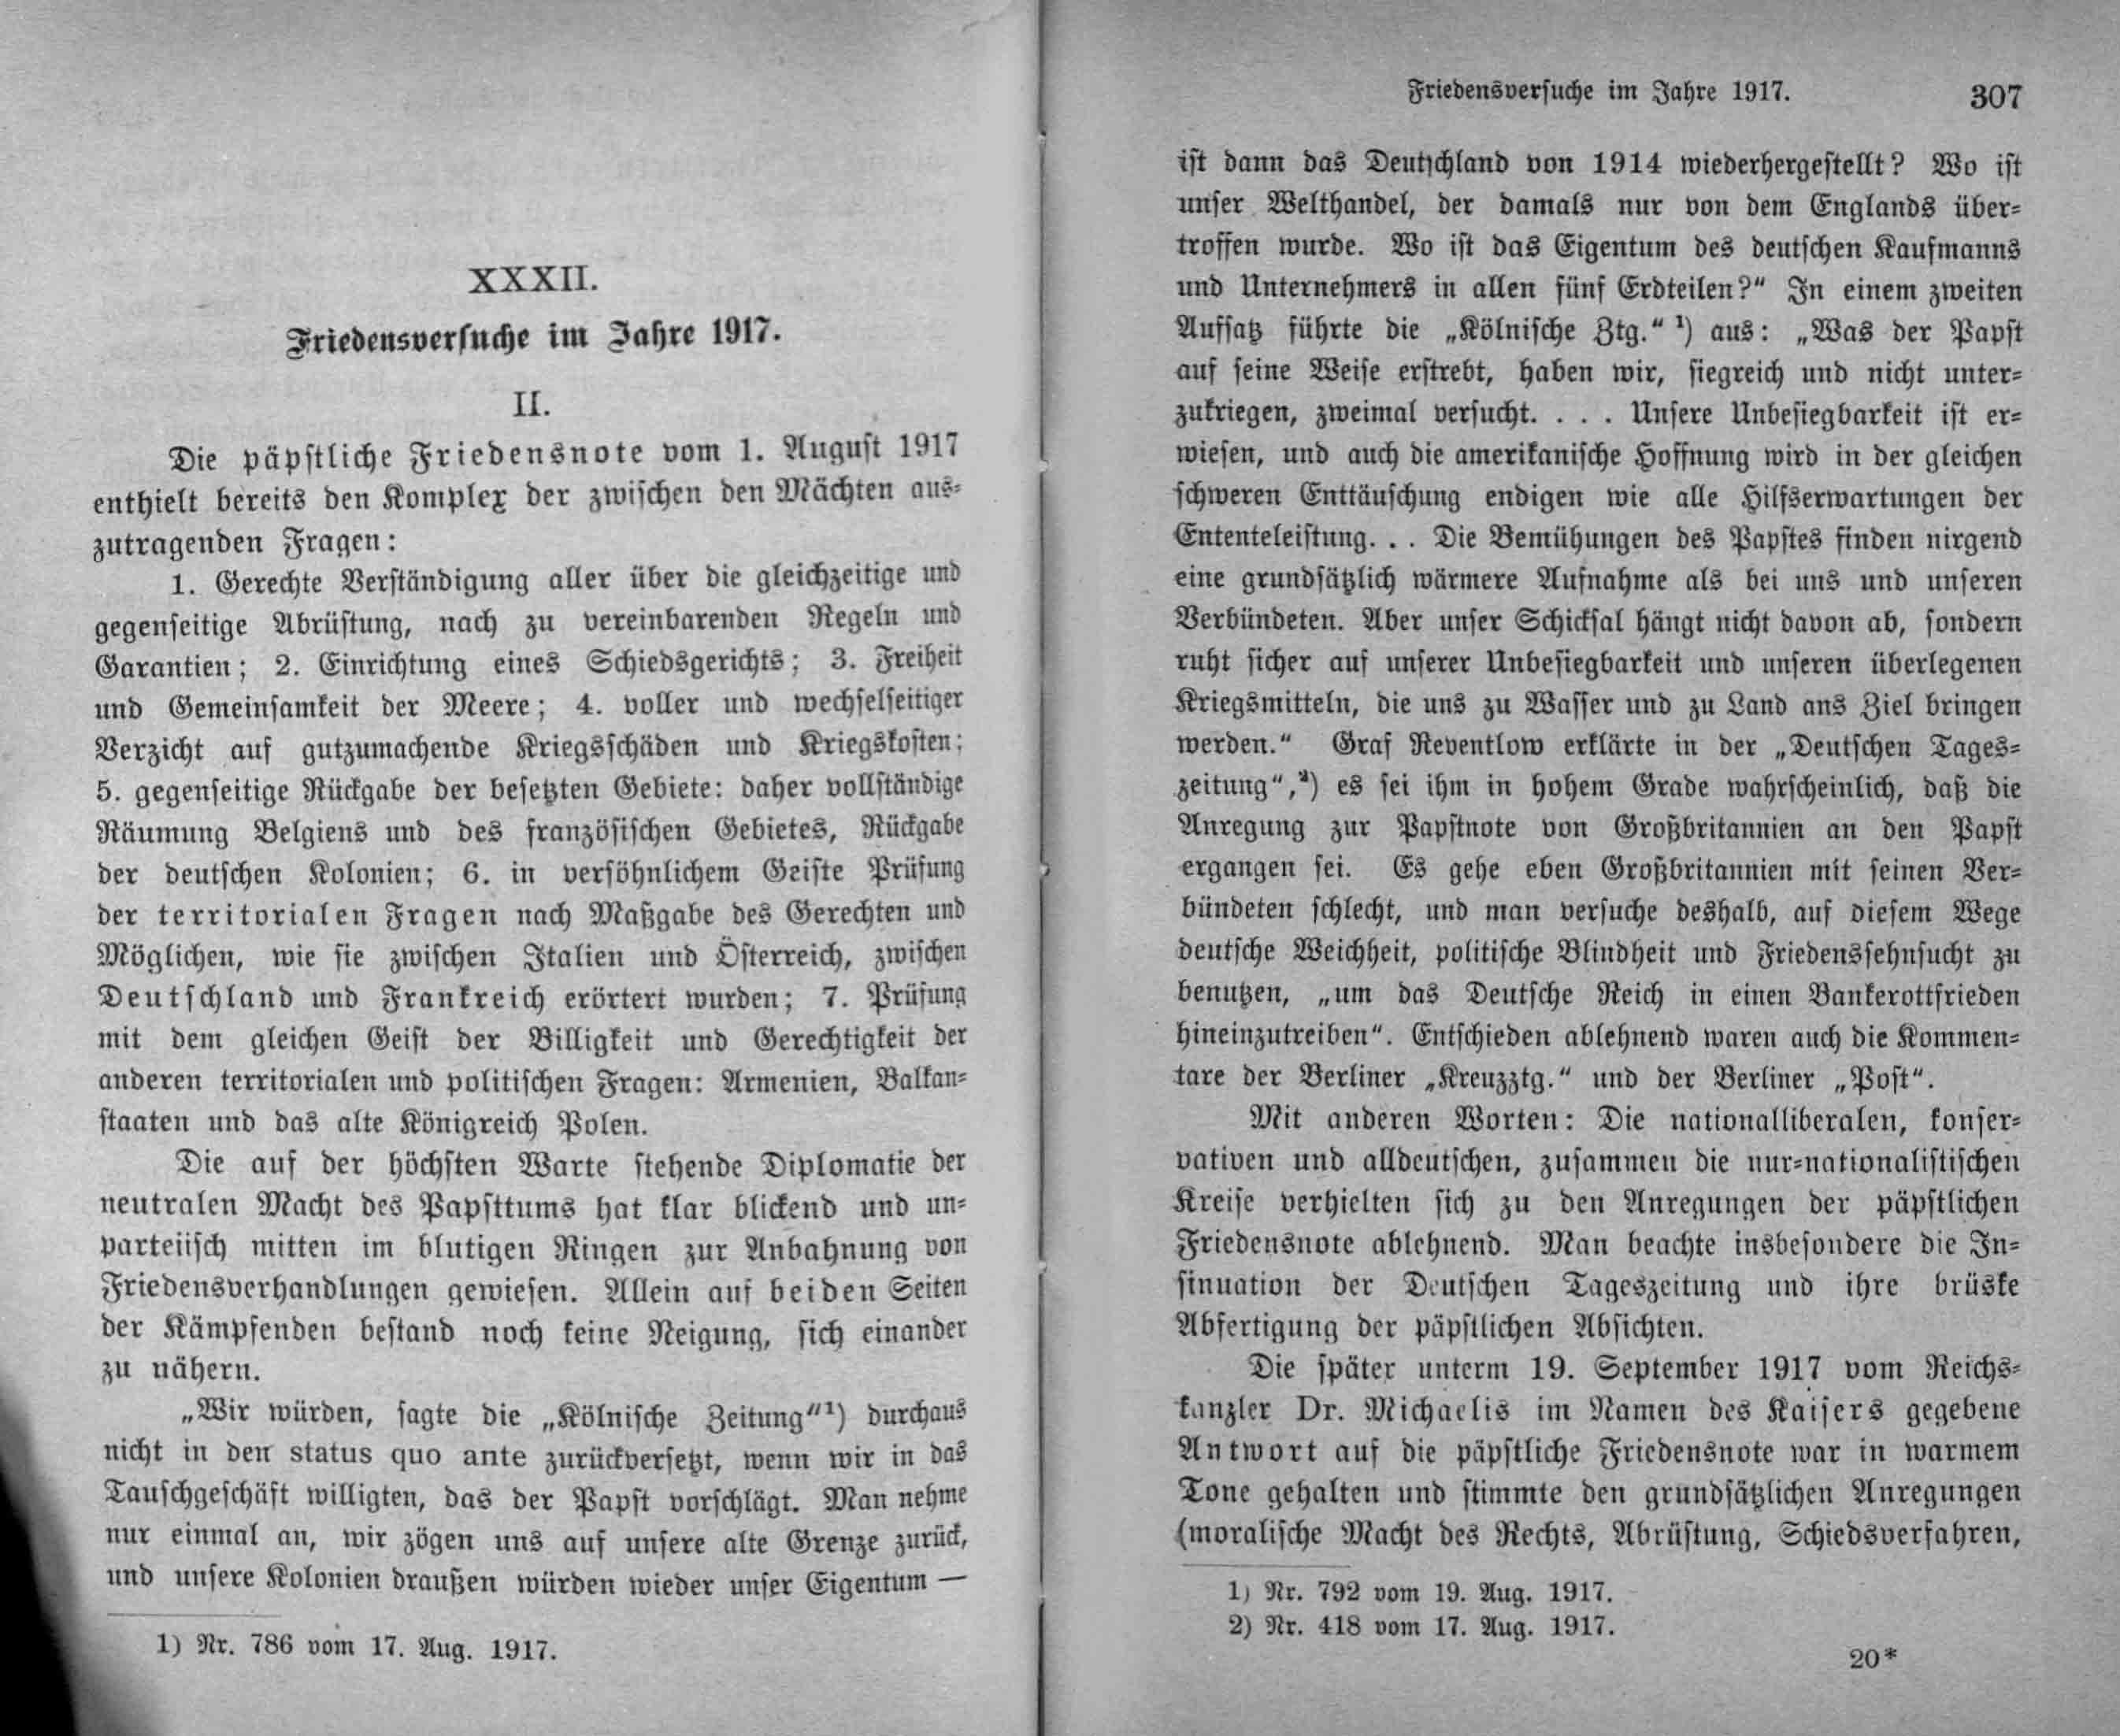 XXXII.
Friedensversuche im Jahre 1917.
II.
Die päpstliche Friedensnote vom 1. August 1917
enthielt bereits den Komplex der zwischen den Mächten aus-
zutragenden Fragen:
1. Gerechte Verständigung aller über die gleichzeitige und
gegenseitige Abrüstung, nach zu vereinbarenden Regeln und
Garantien; 2. Einrichtung eines Schiedsgerichts; 3. Freiheit
und Gemeinsamkeit der Meere; 4. voller und wechselseitiger
Verzicht auf gutzumachende Kriegsschäden und Kriegskosten;
5. gegenseitige Rückgabe der besetzten Gebiete: daher vollständige
Räumung Belgiens und des französischen Gebietes, Rückgabe
der deutschen Kolonien; 6. in versöhnlichem Geiste Prüfung
der territorialen Fragen nach Maßgabe des Gerechten und
Möglichen, wie sie zwischen Italien und Österreich, zwischen
Deutschland und Frankreich erörtert wurden; 7. Prüfung
mit dem gleichen Geist der Billigkeit und Gerechtigkeit der
anderen territorialen und politischen Fragen: Armenien, Balkan-
staaten und das alte Königreich Polen.
Die auf der höchsten Warte stehende Diplomatie der
neutralen Macht des Papsttums hat klar blickend und un-
parteiisch mitten im blutigen Ringen zur Anbahnung von
Friedensverhandlungen gewiesen. Allein auf beiden Seiten
der Kämpfenden bestand noch keine Neigung, sich einander
zu nähern.
„Wir würden, sagte die „Kölnische Zeitung“¹) durchaus
nicht in den status quo ante zurückversetzt, wenn wir in das
Tauschgeschäft willigten, das der Papst vorschlägt. Man nehme
nur einmal an, wir zögen uns auf unsere alte Grenze zurück,
und unsere Kolonien draußen würden wieder unser Eigentum —
1) Nr. 786 vom 17. Aug. 1917.
Friedensversuche im Jahre 1917. 307
ist dann das Deutschland von 1914 wiederhergestellt? Wo ist
unser Welthandel, der damals nur von dem Englands über-
troffen wurde. Wo ist das Eigentum des deutschen Kaufmanns
und Unternehmers in allen fünf Erdteilen?“ In einem zweiten
Aufsatz führte die „Kölnische Ztg.“ ¹) aus: „Was der Papst
auf seine Weise erstrebt, haben wir, siegreich und nicht unter-
zukriegen, zweimal versucht. . . . Unsere Unbesiegbarkeit ist er-
wiesen, und auch die amerikanische Hoffnung wird in der gleichen
schweren Enttäuschung endigen wie alle Hilfserwartungen der
Ententeleistung. . . Die Bemühungen des Papstes finden nirgend
eine grundsätzlich wärmere Aufnahme als bei uns und unseren
Verbündeten. Aber unser Schicksal hängt nicht davon ab, sondern
ruht sicher auf unserer Unbesiegbarkeit und unseren überlegenen
Kriegsmitteln, die uns zu Wasser und zu Land ans Ziel bringen
werden.“ Graf Reventlow erklärte in der „Deutschen Tages-
zeitung“,²) es sei ihm in hohem Grade wahrscheinlich, daß die
Anregung zur Papstnote von Großbritannien an den Papst
ergangen sei. Es gehe eben Großbritannien mit seinen Ver-
bündeten schlecht, und man versuche deshalb, auf diesem Wege
deutsche Weichheit, politische Blindheit und Friedenssehnsucht zu
benutzen, „um das Deutsche Reich in einen Bankerottfrieden
hineinzutreiben“. Entschieden ablehnend waren auch die Kommen-
tare der Berliner „Kreuzztg.“ und der Berliner „Post“.
Mit anderen Worten: Die nationalliberalen, konser-
vativen und alldeutschen, zusammen die nur-nationalistischen
Kreise verhielten sich zu den Anregungen der päpstlichen
Friedensnote ablehnend. Man beachte insbesondere die In-
sinuation der Deutschen Tageszeitung und ihre brüske
Abfertigung der päpstlichen Absichten.
Die später unterm 19. September 1917 vom Reichs-
kanzler Dr. Michaelis im Namen des Kaisers gegebene
Antwort auf die päpstliche Friedensnote war in warmem
Tone gehalten und stimmte den grundsätzlichen Anregungen
(moralische Macht des Rechts, Abrüstung, Schiedsverfahren,
1) Nr. 792 vom 19. Aug. 1917.
2) Nr. 418 vom 17. Aug. 1917.
20*